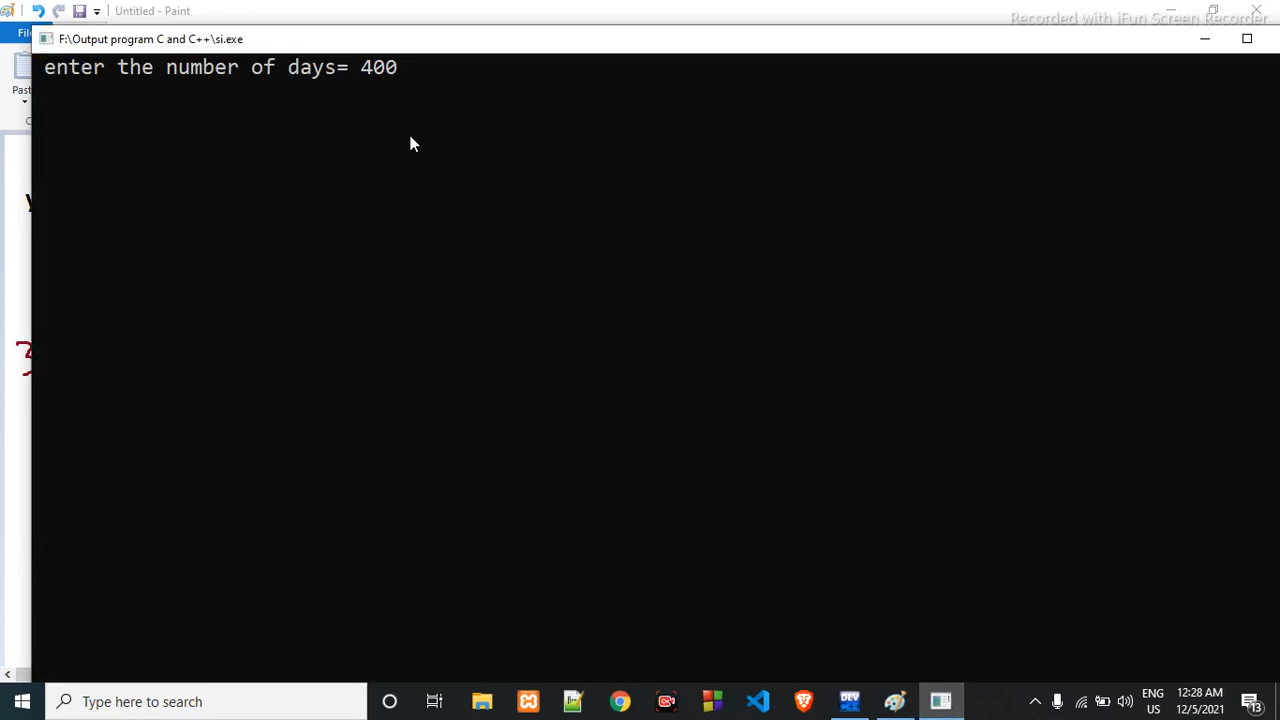 Untitled - Paint
Recorded with iFun Screen Recorder
F:\Output program C and C++\si.exe
enter the number of days= 400
Type here to search
ENG
US
12:28 AM
12/5/2021
13